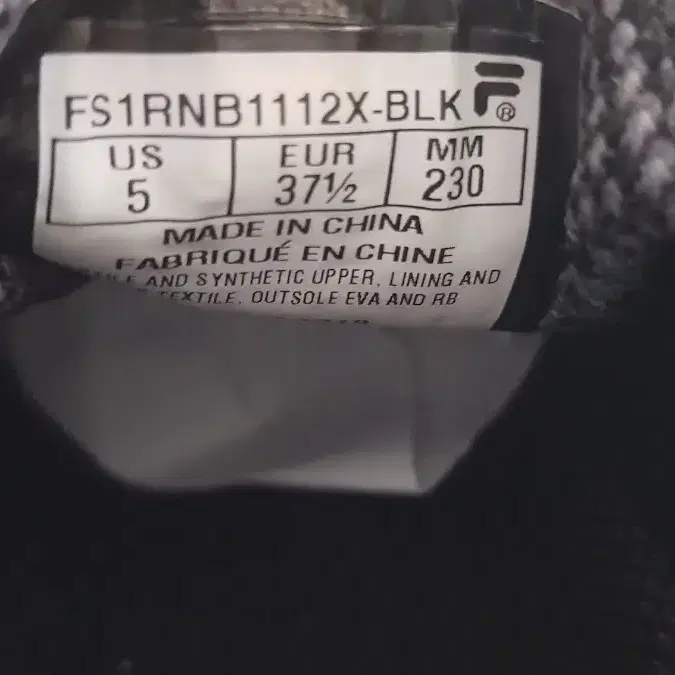 FS1RNB1112X-BLK F®
US EUR MM
5 37½ 230
MADE IN CHINA
FABRIQUÉ EN CHINE
AND SYNTHETIC UPPER, LINING AND
TEXTILE, OUTSOLE EVA AND RB